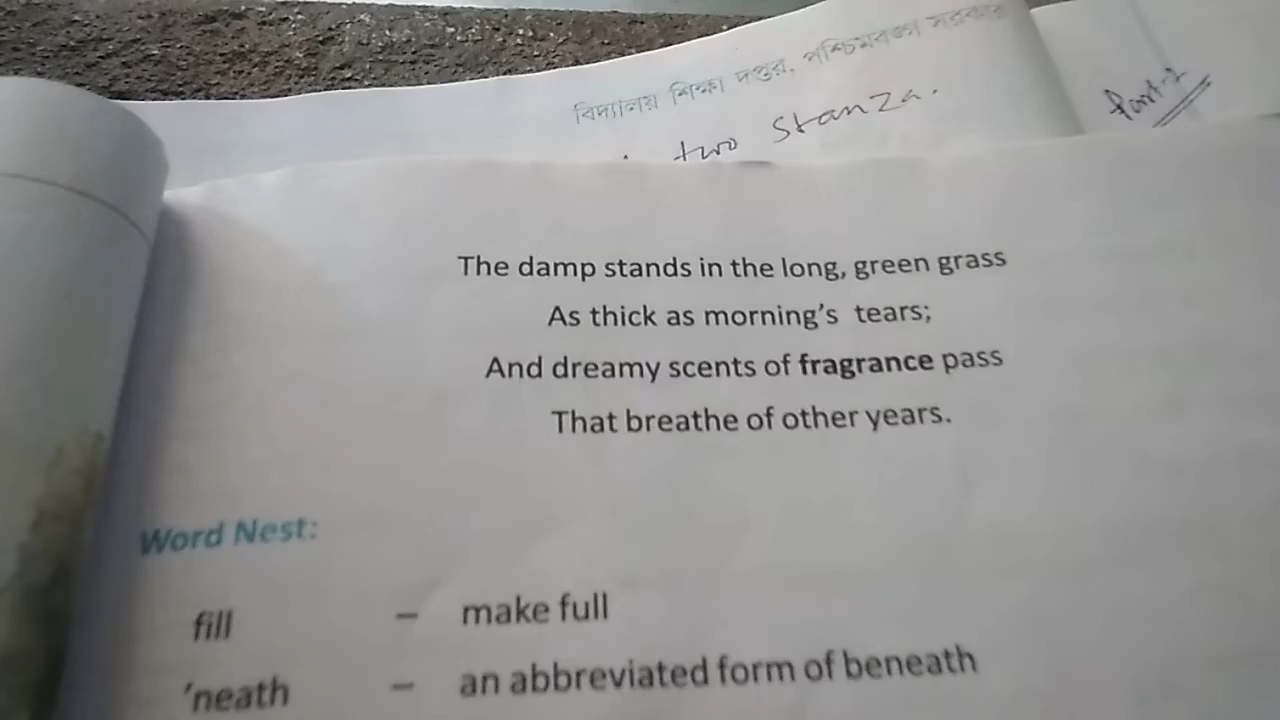 বিদ্যালয় শিক্ষা দপ্তর, পশ্চিমবঙ্গ সরকার
Part-1
two stanza.
The damp stands in the long, green grass
As thick as morning's tears;
And dreamy scents of fragrance pass
That breathe of other years.
Word Nest:
fill – make full
'neath – an abbreviated form of beneath